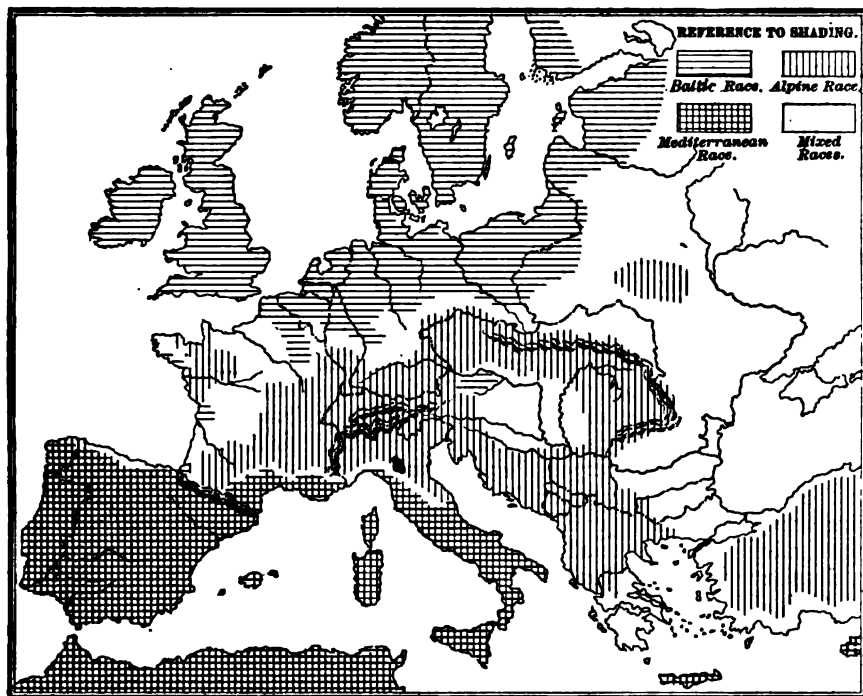 REFERENCE TO SHADING.
Baltic Race. Alpine Race.
Mediterranean Race.
Mixed Races.